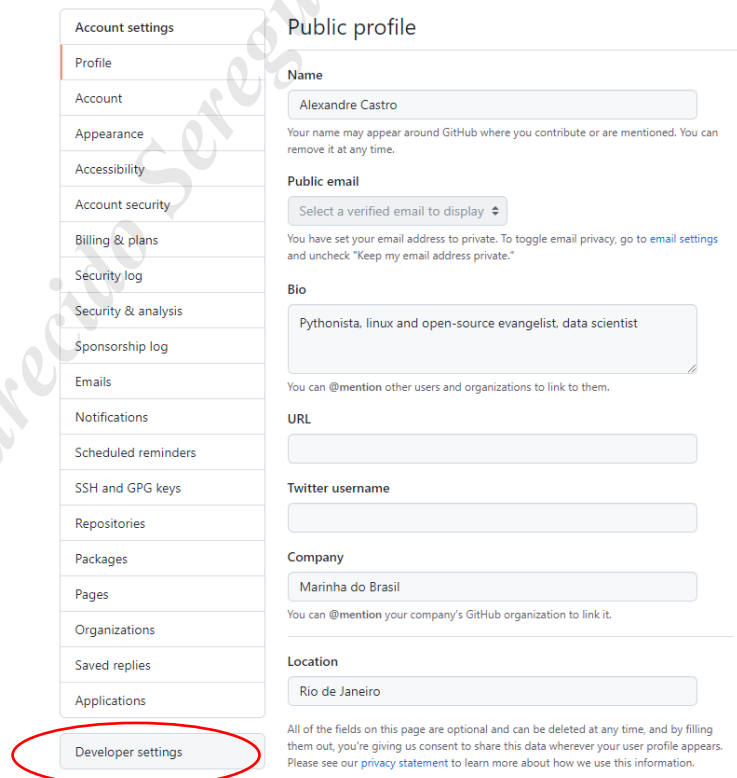 Account settings
Profile
Account
Appearance
Accessibility
Account security
Billing & plans
Security log
Security & analysis
Sponsorship log
Emails
Notifications
Scheduled reminders
SSH and GPG keys
Repositories
Packages
Pages
Organizations
Saved replies
Applications
Developer settings
Public profile
Name
Alexandre Castro
Your name may appear around GitHub where you contribute or are mentioned. You can
remove it at any time.
Public email
Select a verified email to display
You have set your email address to private. To toggle email privacy, go to email settings
and uncheck "Keep my email address private."
Bio
Pythonista, linux and open-source evangelist, data scientist
You can @mention other users and organizations to link to them.
URL
Twitter username
Company
Marinha do Brasil
You can @mention your company's GitHub organization to link it.
Location
Rio de Janeiro
All of the fields on this page are optional and can be deleted at any time, and by filling
them out, you're giving us consent to share this data wherever your user profile appears.
Please see our privacy statement to learn more about how we use this information.